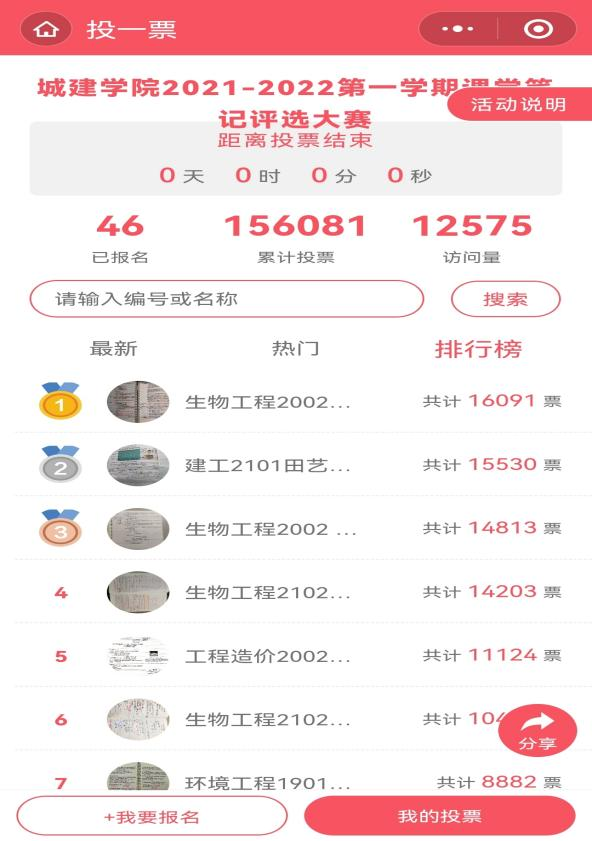 投一票
城建学院2021-2022第一学期课堂笔
记评选大赛
活动说明
距离投票结束
0 天 0 时 0 分 0 秒
46 156081 12575
已报名 累计投票 访问量
请输入编号或名称 搜索
最新 热门 排行榜
1 生物工程2002... 共计 16091 票
2 建工2101田艺... 共计 15530 票
3 生物工程2002 ... 共计 14813 票
4 生物工程2102... 共计 14203 票
5 工程造价2002... 共计 11124 票
6 生物工程2102... 共计
分享
7 环境工程1901... 共计 8882 票
+我要报名 我的投票